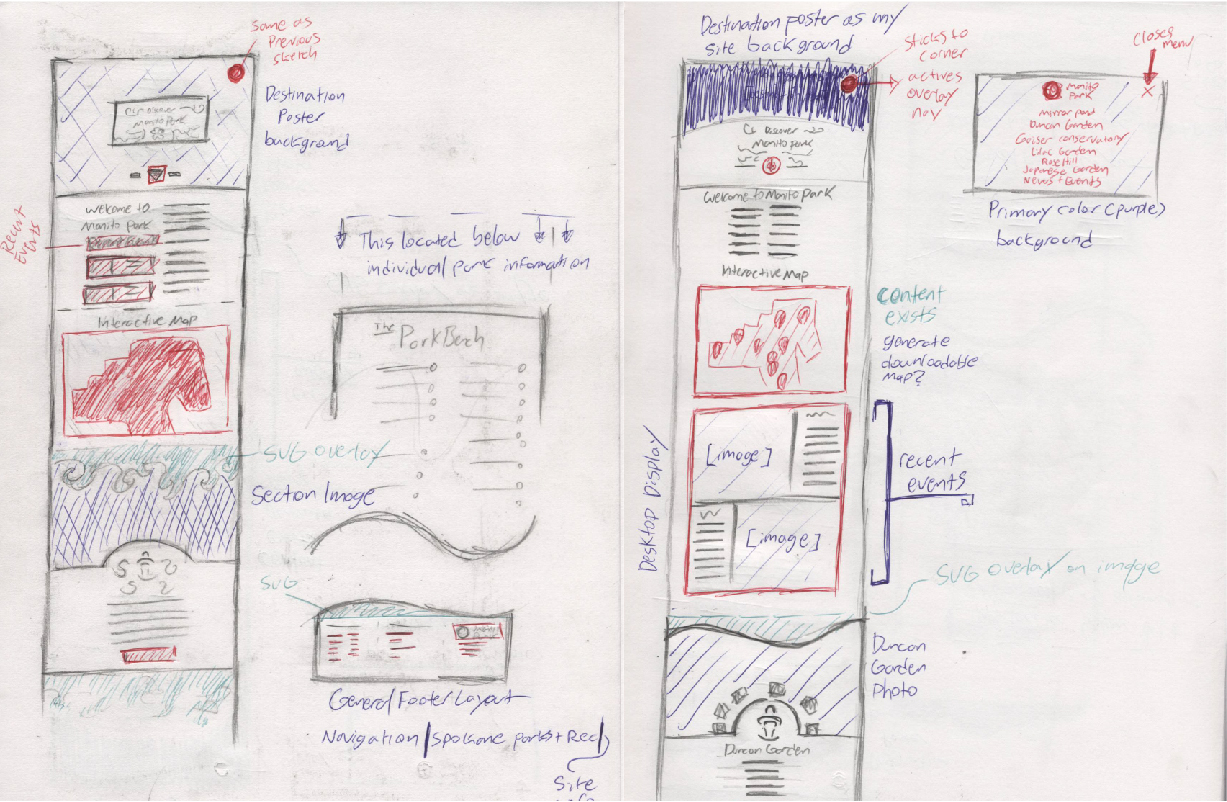 Same as
Previous
sketch
Destination
Poster
background
Discover
Manito Park
Welcome to
Manito Park
Recent
Events
Interactive Map
SVG overlay
Section Image
This located below
individual park information
The
Park Bench
SVG
General Footer Layout
Navigation | Spokane parks + Rec |
Site
Destination poster as my
site background
Sticks to
corner
actives
overlay
nav
Discover
Manito Park
Welcome to Manito Park
Interactive Map
Content
exists
generate
downloadable
Map?
[image]
[image]
recent
events
Desktop Display
SVG overlay on image
Duncan
Garden
Photo
Duncan Garden
Closes
menu
Manito
Park
Mirror pond
Duncan Garden
Gaiser conservatory
Lilac Garden
Rose Hill
Japanese Garden
News + Events
Primary color (purple)
background